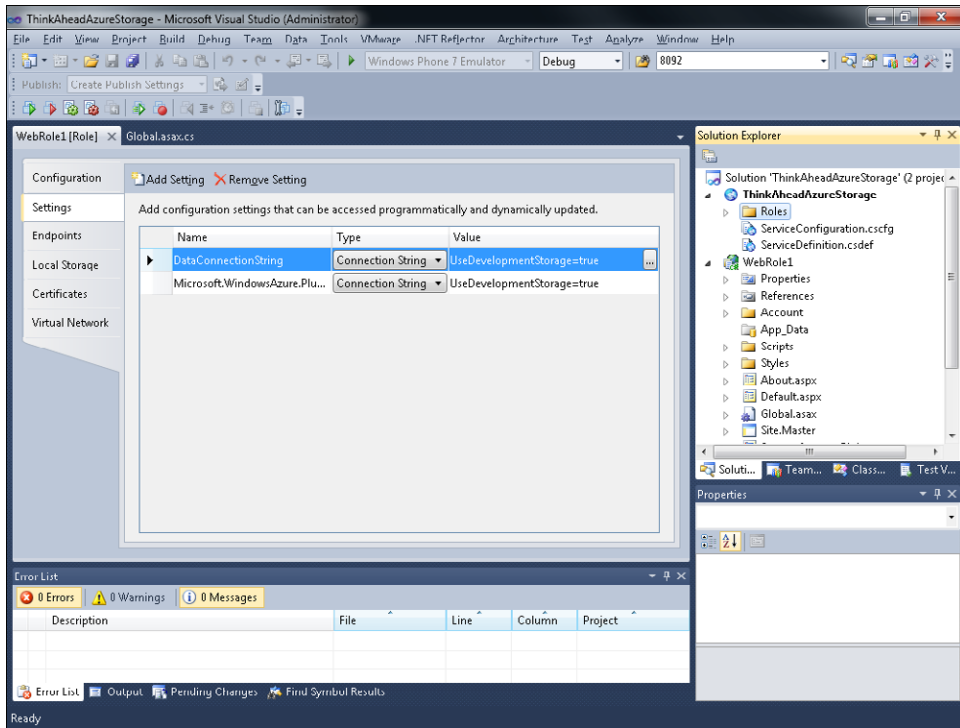 ThinkAheadAzureStorage - Microsoft Visual Studio (Administrator)
File Edit View Project Build Debug Team Data Tools VMware .NET Reflector Architecture Test Analyze Window Help
Windows Phone 7 Emulator Debug 8092
Publish: Create Publish Settings
WebRole1 [Role] Global.asax.cs
Configuration
Settings
Endpoints
Local Storage
Certificates
Virtual Network
Add Setting Remove Setting
Add configuration settings that can be accessed programmatically and dynamically updated.
Name Type Value
DataConnectionString Connection String UseDevelopmentStorage=true ...
Microsoft.WindowsAzure.Plu... Connection String UseDevelopmentStorage=true
Solution Explorer
Solution 'ThinkAheadAzureStorage' (2 projec
ThinkAheadAzureStorage
Roles
ServiceConfiguration.cscfg
ServiceDefinition.csdef
WebRole1
Properties
References
Account
App_Data
Scripts
Styles
About.aspx
Default.aspx
Global.asax
Site.Master
Soluti... Team... Class... Test V...
Properties
Error List
0 Errors 0 Warnings 0 Messages
Description File Line Column Project
Error List Output Pending Changes Find Symbol Results
Ready